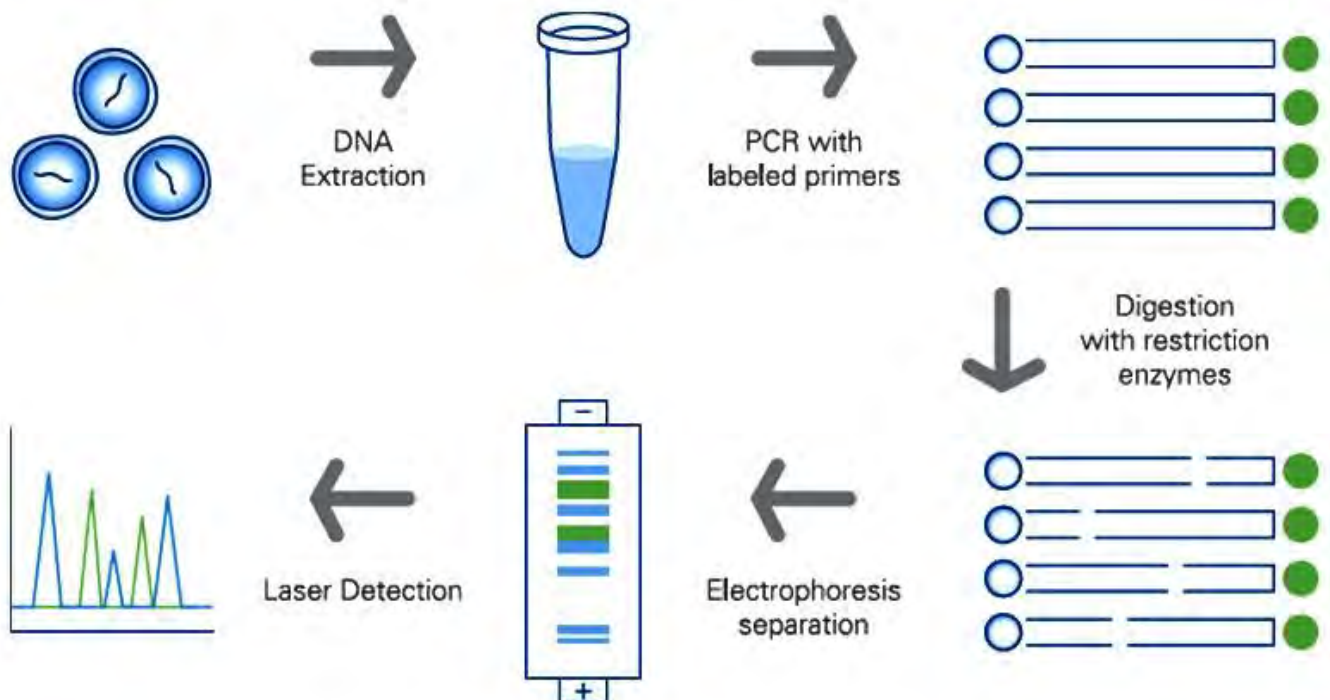 DNA
Extraction
PCR with
labeled primers
Digestion
with restriction
enzymes
−
Laser Detection
Electrophoresis
separation
+